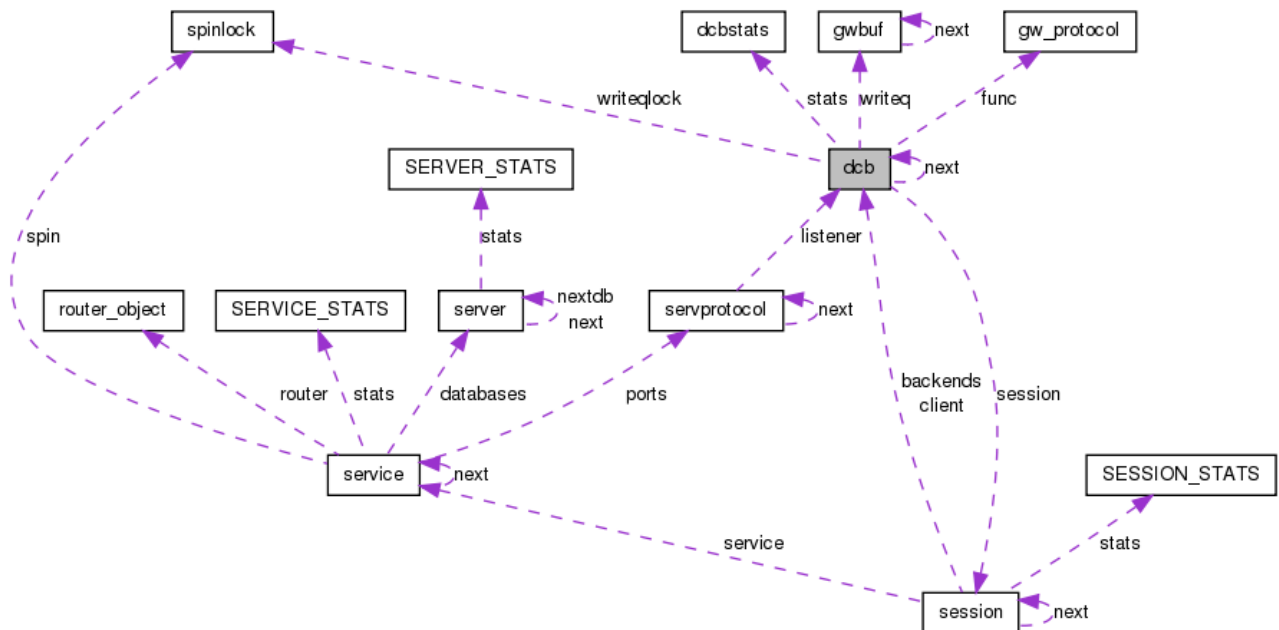 spinlock
dcbstats
gwbuf
next
gw_protocol
writeqlock
stats
writeq
func
SERVER_STATS
dcb
next
spin
stats
listener
router_object
SERVICE_STATS
server
nextdb
next
servprotocol
next
router
stats
databases
ports
backends
client
session
service
next
SESSION_STATS
service
stats
session
next